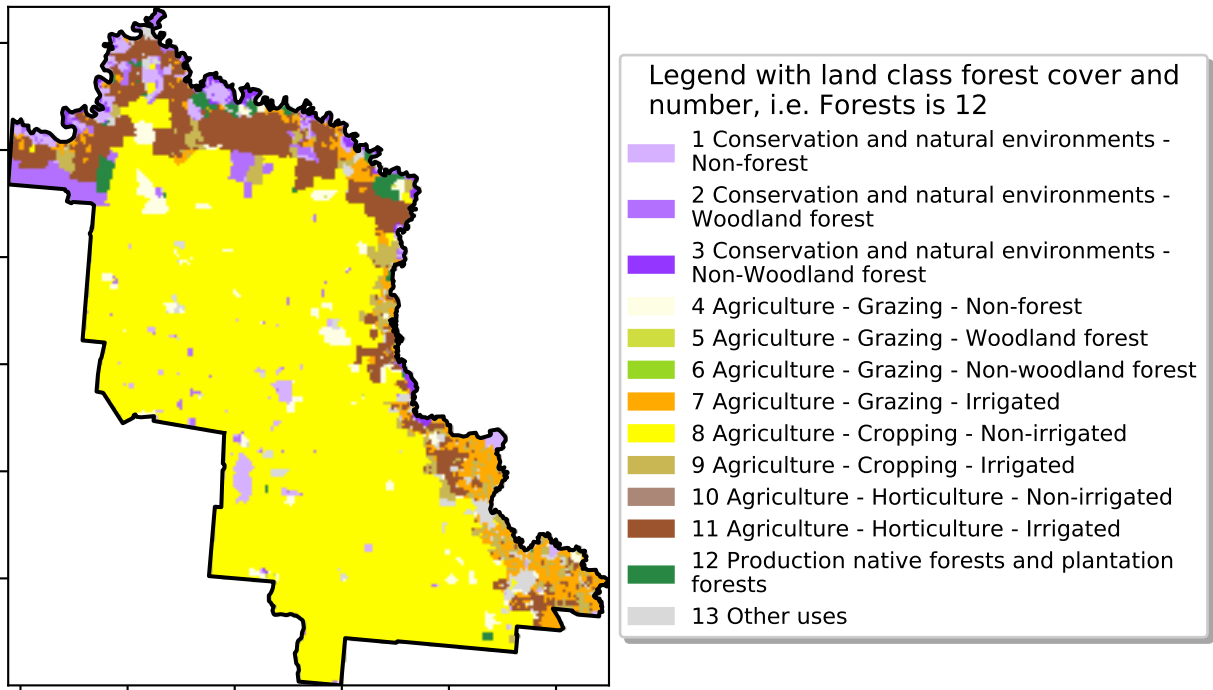 Legend with land class forest cover and
number, i.e. Forests is 12
1 Conservation and natural environments -
Non-forest
2 Conservation and natural environments -
Woodland forest
3 Conservation and natural environments -
Non-Woodland forest
4 Agriculture - Grazing - Non-forest
5 Agriculture - Grazing - Woodland forest
6 Agriculture - Grazing - Non-woodland forest
7 Agriculture - Grazing - Irrigated
8 Agriculture - Cropping - Non-irrigated
9 Agriculture - Cropping - Irrigated
10 Agriculture - Horticulture - Non-irrigated
11 Agriculture - Horticulture - Irrigated
12 Production native forests and plantation
forests
13 Other uses